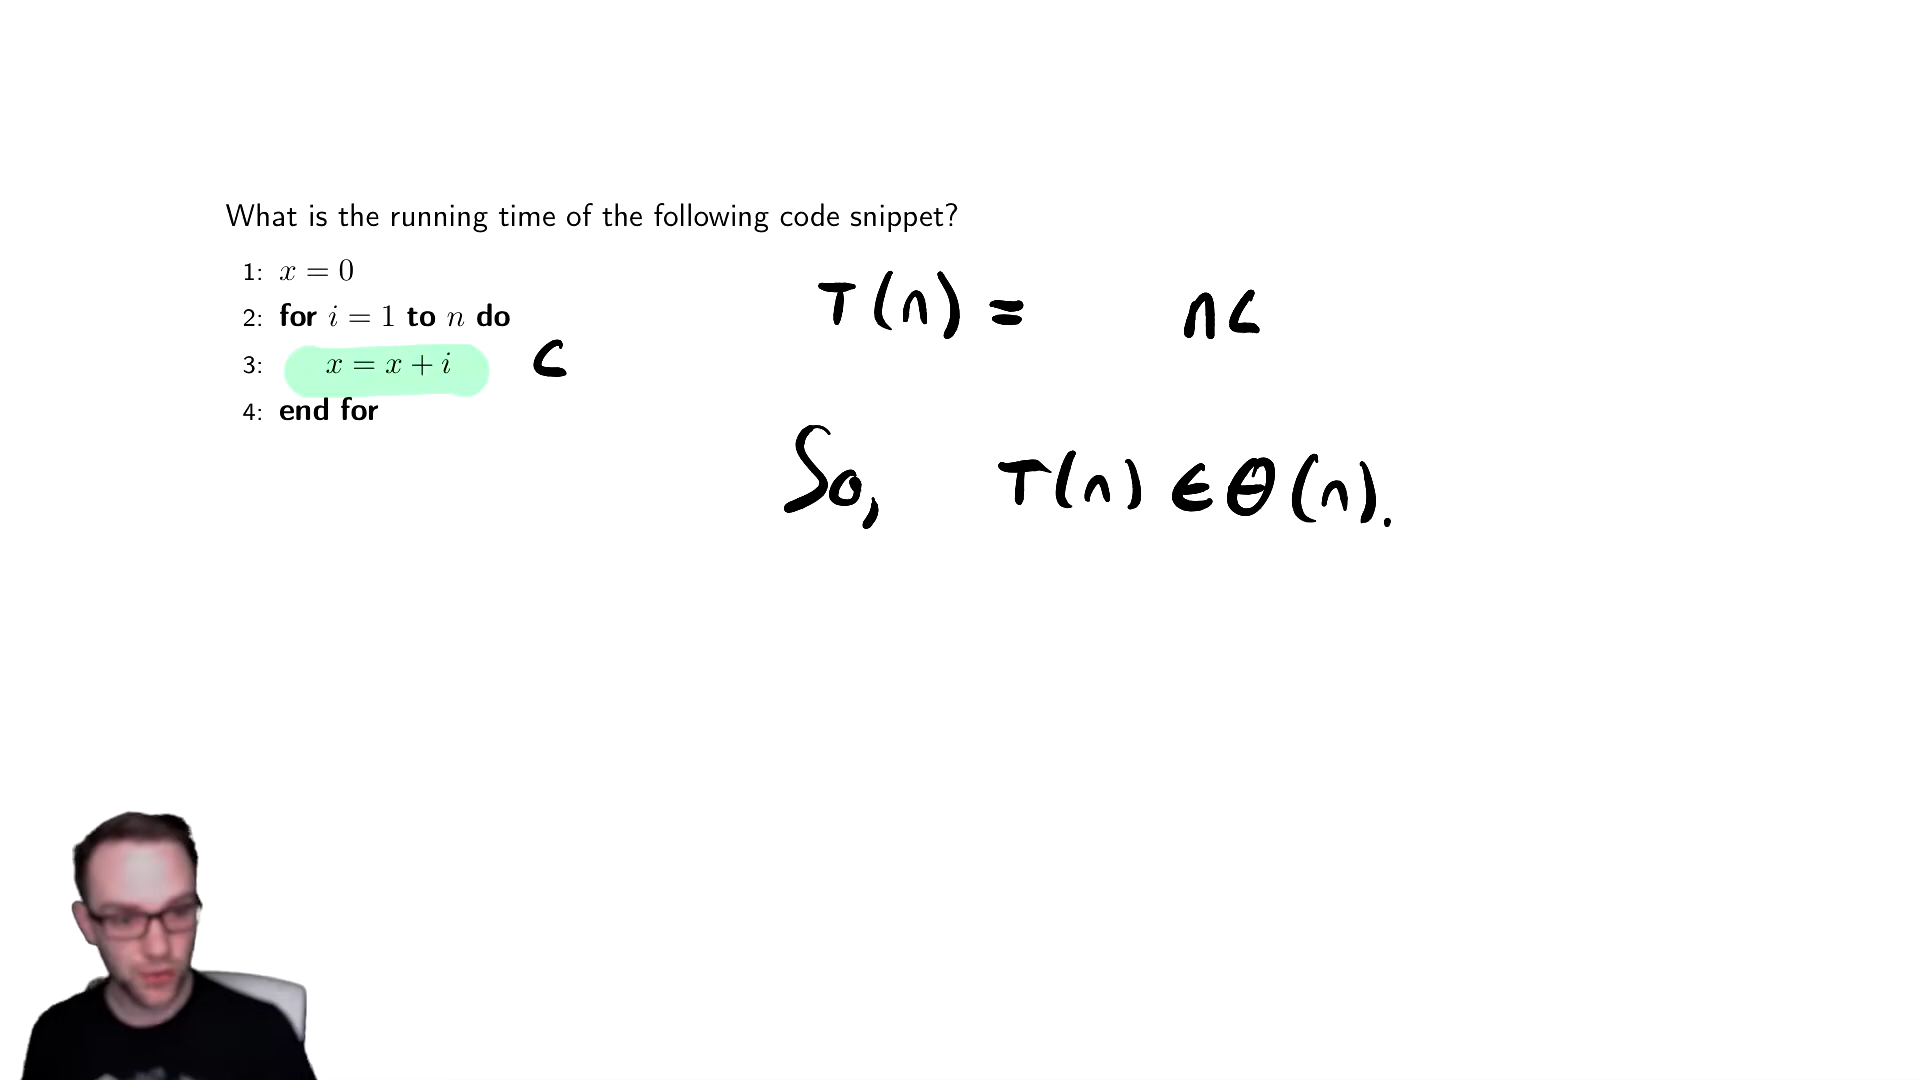 What is the running time of the following code snippet?
1: x = 0
2: for i = 1 to n do
3: x = x + i
4: end for
c
T(n) = nc
So, T(n) ∈ Θ(n).